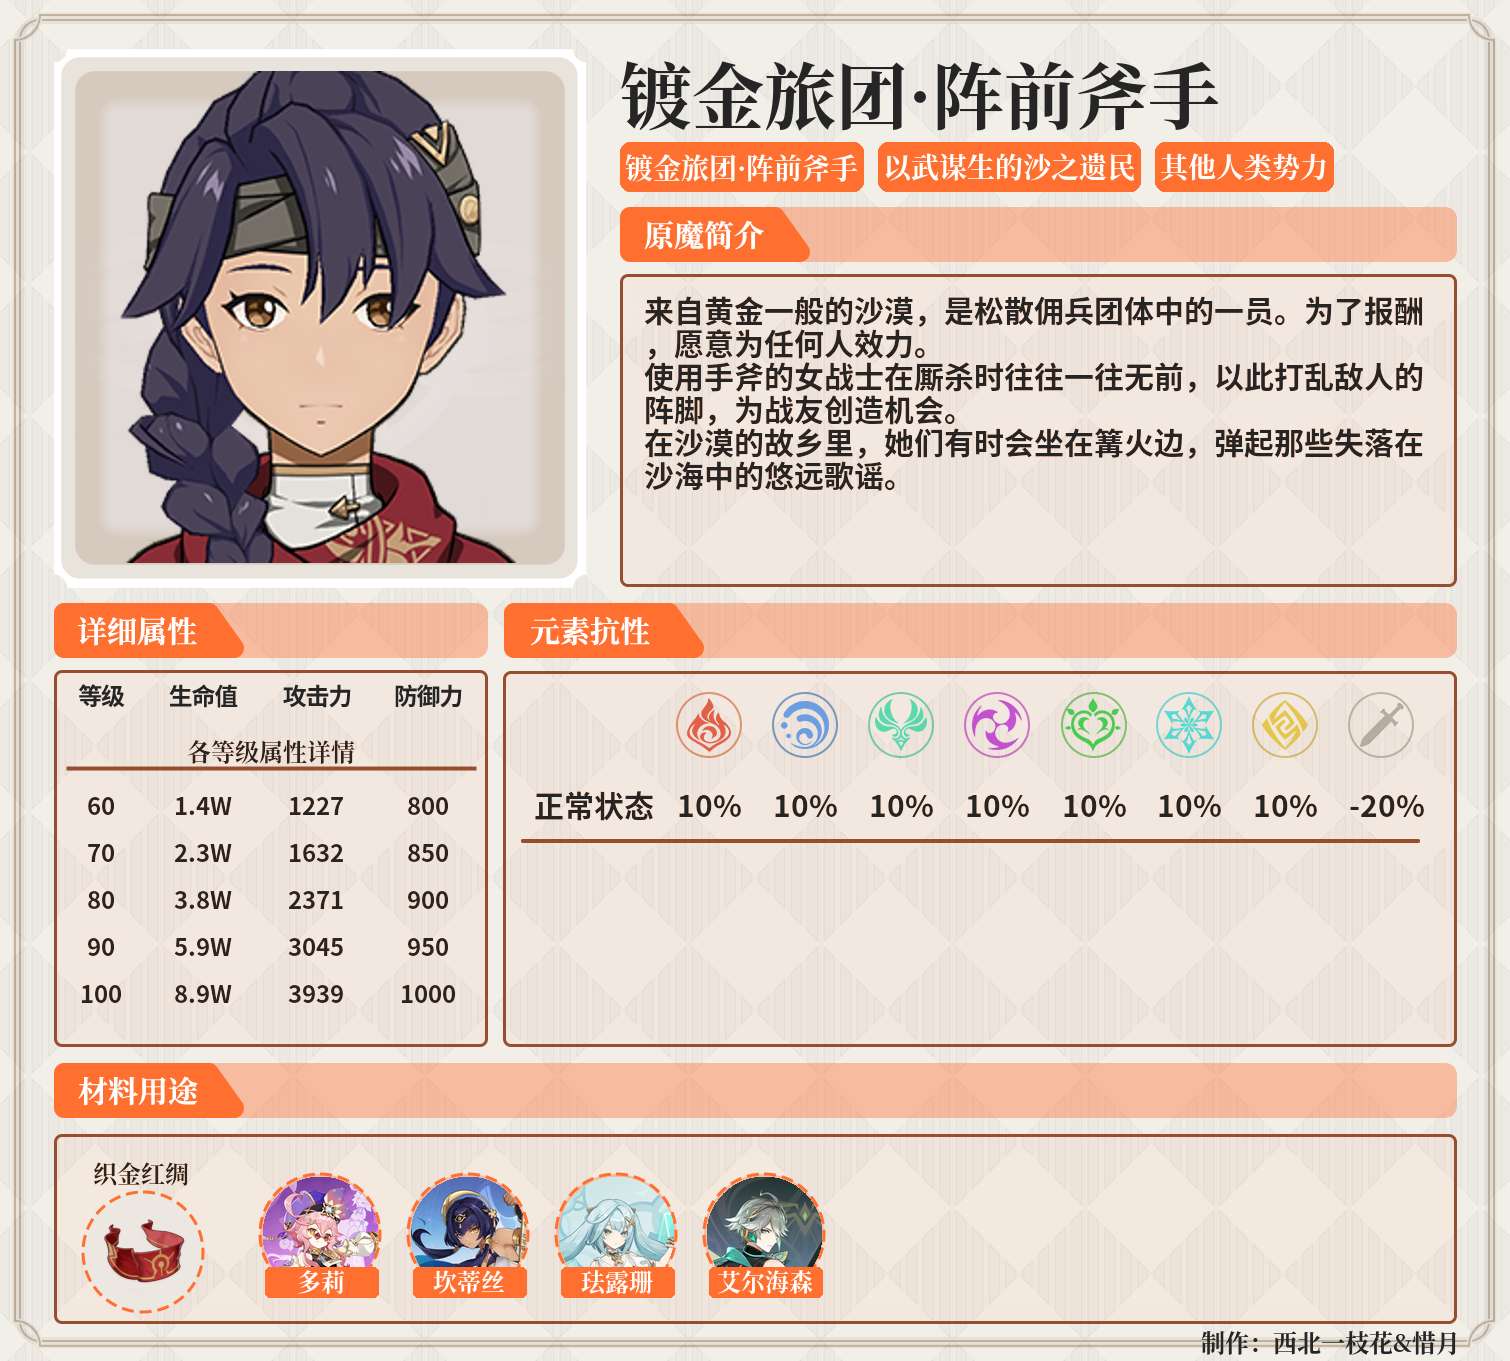 镀金旅团·阵前斧手
镀金旅团·阵前斧手 以武谋生的沙之遗民 其他人类势力
原魔简介
来自黄金一般的沙漠，是松散佣兵团体中的一员。为了报酬
，愿意为任何人效力。
使用手斧的女战士在厮杀时往往一往无前，以此打乱敌人的
阵脚，为战友创造机会。
在沙漠的故乡里，她们有时会坐在篝火边，弹起那些失落在
沙海中的悠远歌谣。
详细属性
等级 生命值 攻击力 防御力
各等级属性详情
60 1.4W 1227 800
70 2.3W 1632 850
80 3.8W 2371 900
90 5.9W 3045 950
100 8.9W 3939 1000
元素抗性
正常状态 10% 10% 10% 10% 10% 10% 10% -20%
材料用途
织金红绸
多莉 坎蒂丝 珐露珊 艾尔海森
制作：西北一枝花&惜月